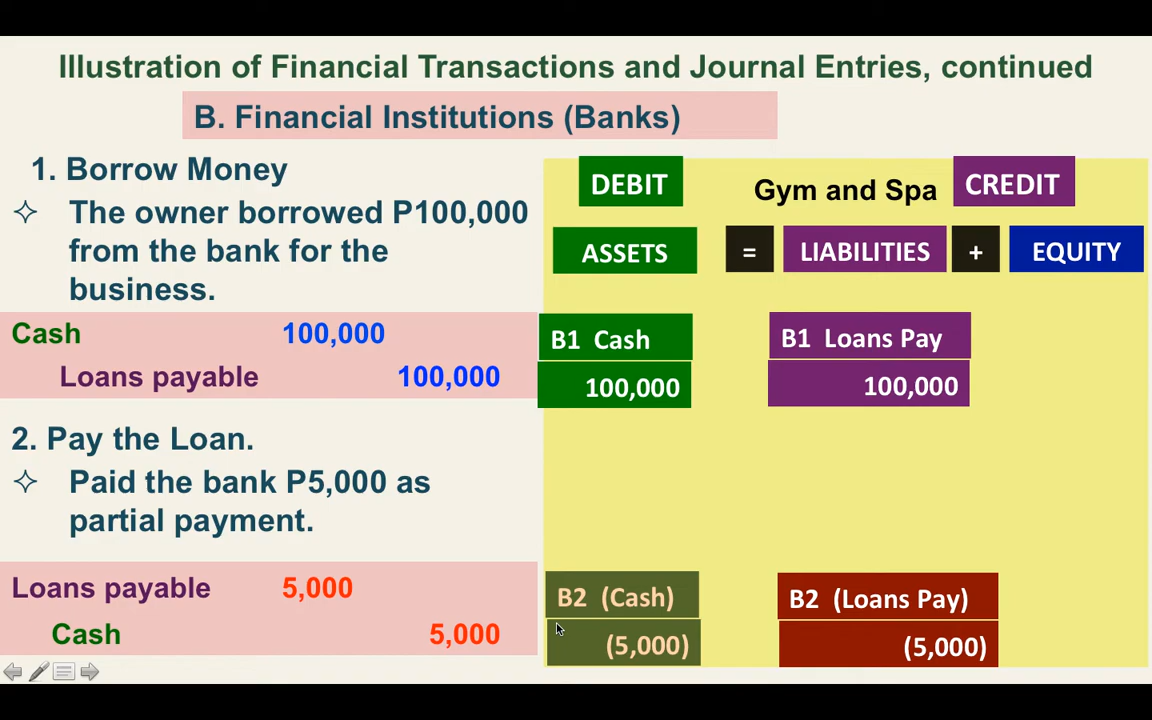 Illustration of Financial Transactions and Journal Entries, continued
B. Financial Institutions (Banks)
1. Borrow Money
The owner borrowed P100,000
from the bank for the
business.
Cash 100,000
Loans payable 100,000
2. Pay the Loan.
Paid the bank P5,000 as
partial payment.
Loans payable 5,000
Cash 5,000
DEBIT Gym and Spa CREDIT
ASSETS = LIABILITIES + EQUITY
B1 Cash B1 Loans Pay
100,000 100,000
B2 (Cash) B2 (Loans Pay)
(5,000) (5,000)